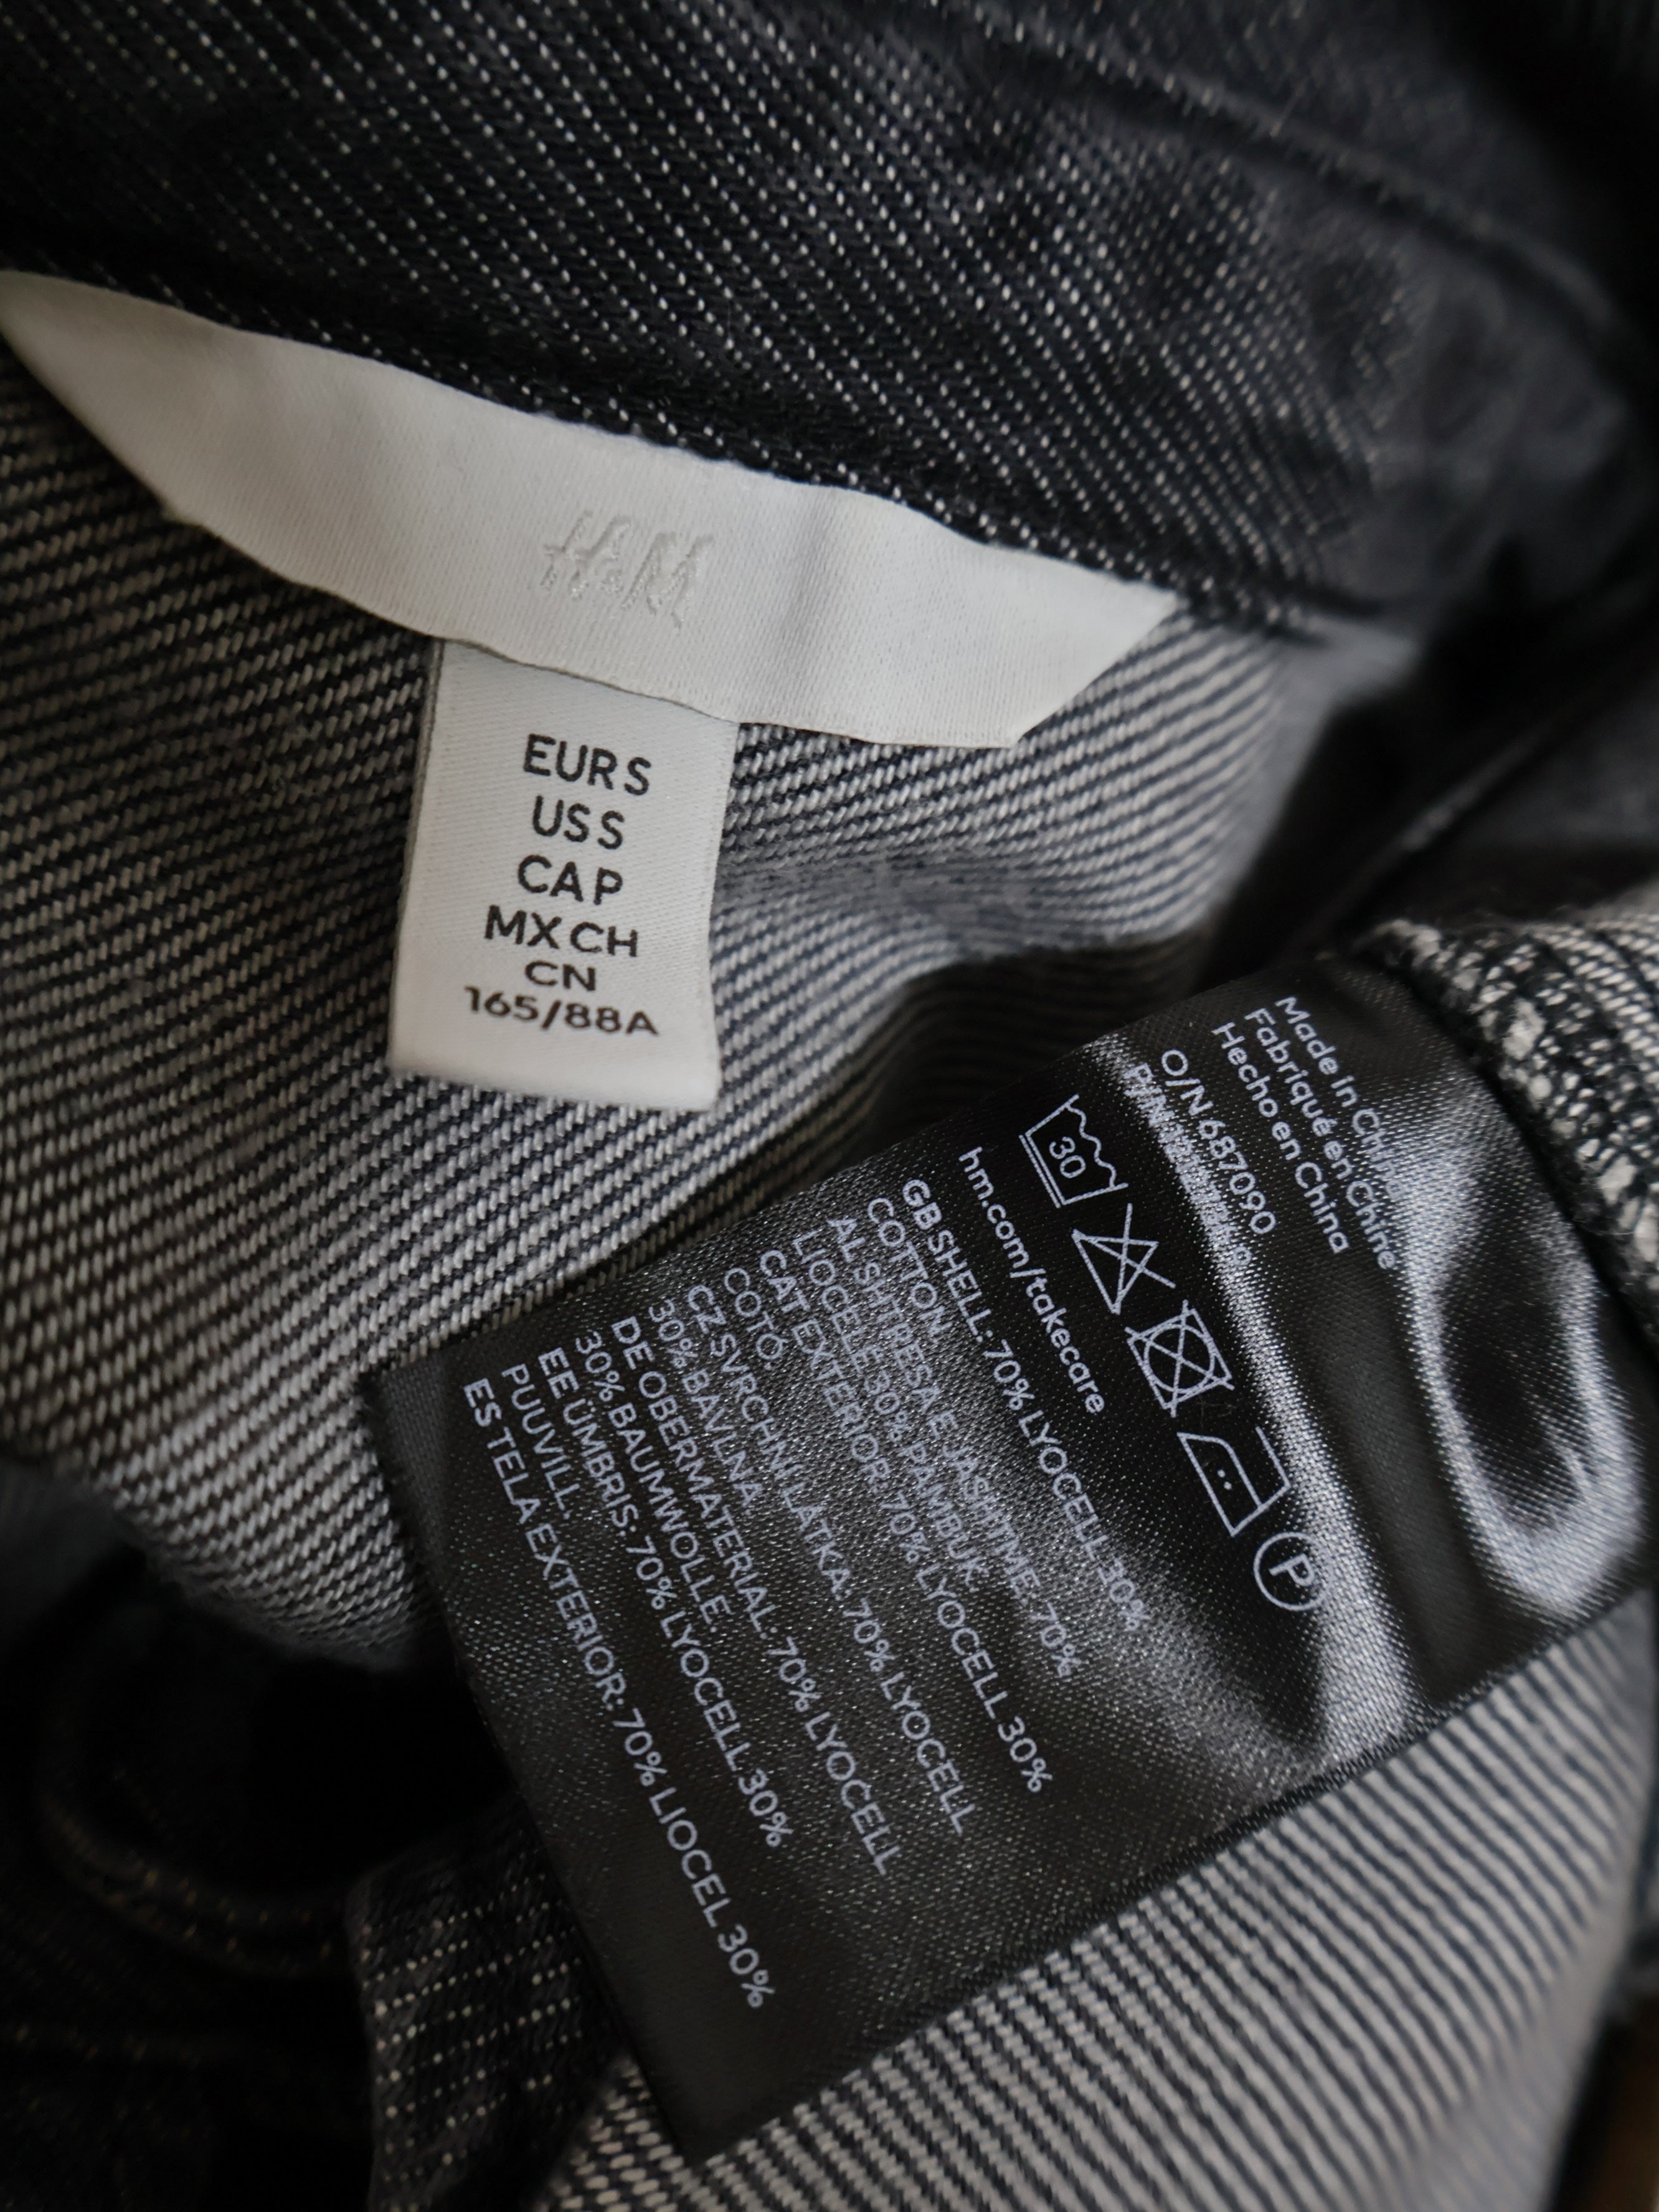 H&M
EUR S
US S
CA P
MX CH
CN
165/88A
Made in China
Fabriqué en Chine
Hecho en China
O/N 687090
P/N
30
P
hm.com/takecare
GB SHELL: 70% LYOCELL 30%
COTTON.
AL SHTRESA E JASHTME: 70%
LIOCELE 30% PAMBUK.
CAT EXTERIOR: 70% LYOCELL 30%
COTÓ.
CZ SVRCHNÍ LÁTKA: 70% LYOCELL
30% BAVLNA.
DE OBERMATERIAL: 70% LYOCELL
30% BAUMWOLLE.
EE ÜMBRIS: 70% LYOCELL 30%
PUUVILL.
ES TELA EXTERIOR: 70% LIOCEL 30%